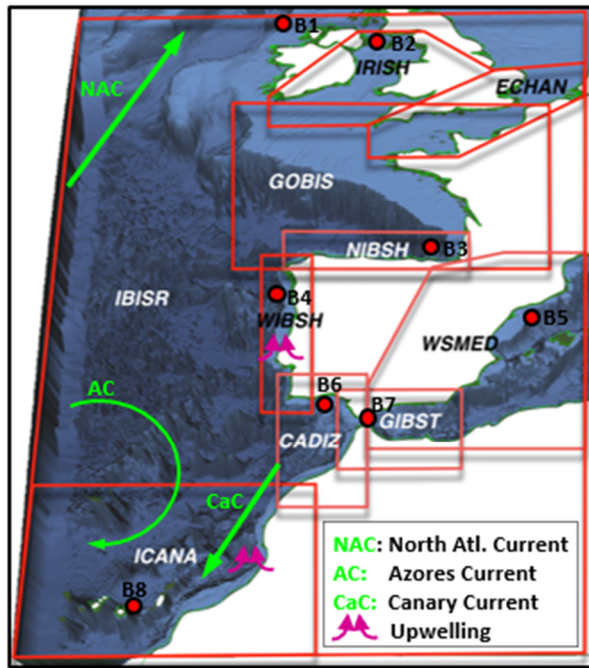 B1
B2
IRISH
NAC
ECHAN
GOBIS
NIBSH
B3
IBISR
B4
WIBSH
B5
WSMED
AC
B6
B7
GIBST
CADIZ
CaC
ICANA
B8
NAC: North Atl. Current
AC: Azores Current
CaC: Canary Current
Upwelling